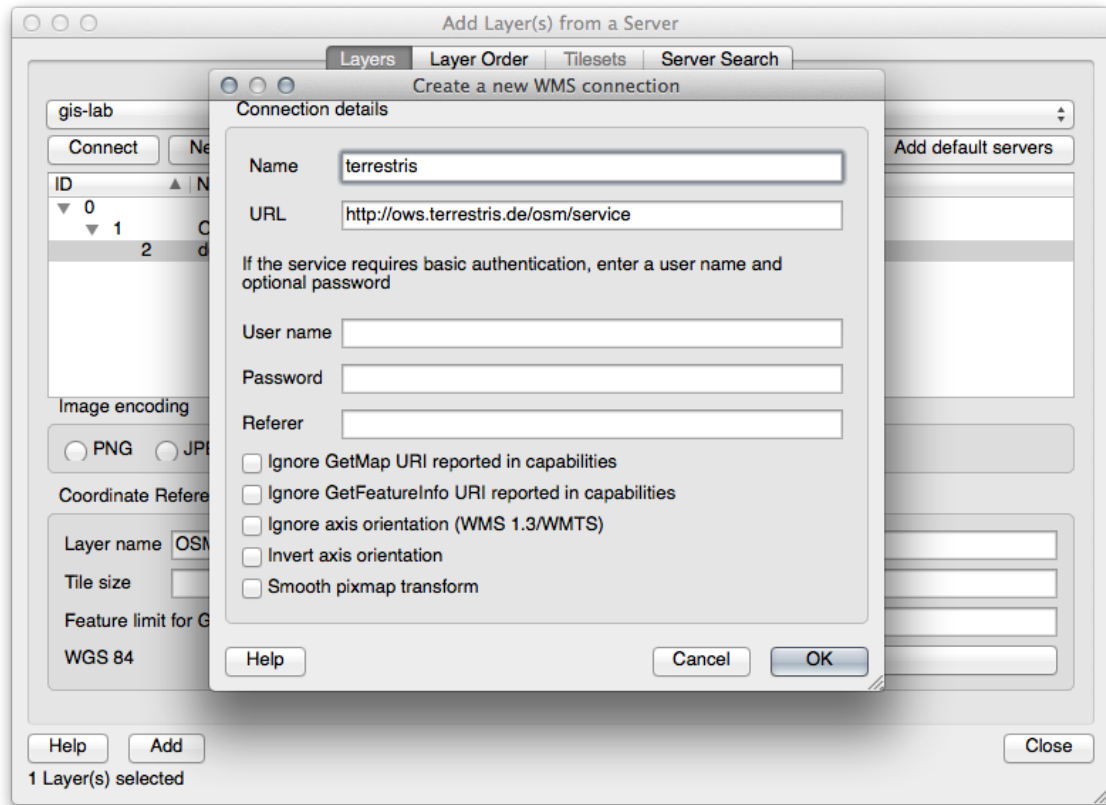 Add Layer(s) from a Server
Layers Layer Order Tilesets Server Search
Create a new WMS connection
gis-lab
Connection details
Connect Ne Add default servers
Name terrestris
ID N
0
URL http://ows.terrestris.de/osm/service
1 C
2 d
If the service requires basic authentication, enter a user name and
optional password
User name
Password
Image encoding
Referer
PNG JPE
Ignore GetMap URI reported in capabilities
Coordinate Refere
Ignore GetFeatureInfo URI reported in capabilities
Ignore axis orientation (WMS 1.3/WMTS)
Layer name OSM
Invert axis orientation
Tile size
Smooth pixmap transform
Feature limit for G
WGS 84
Help Cancel OK
Help Add Close
1 Layer(s) selected